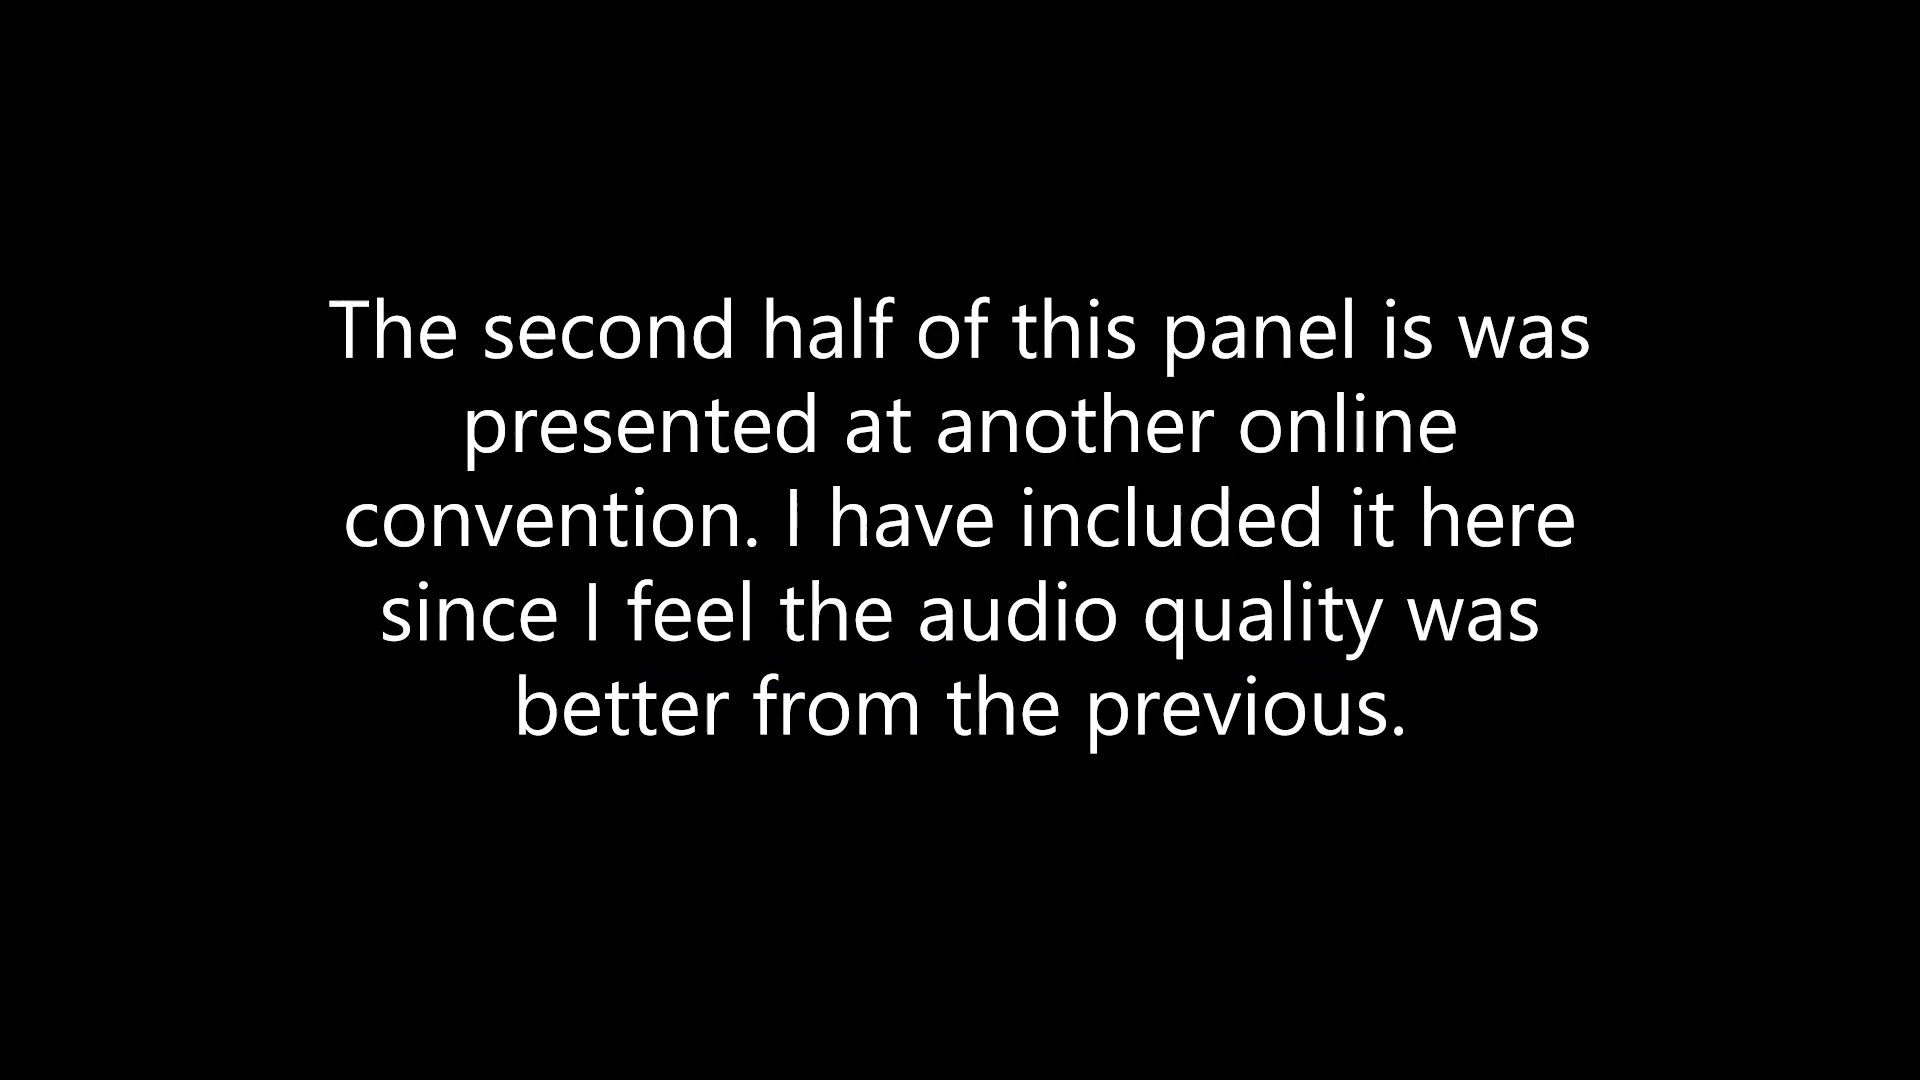 The second half of this panel is was
presented at another online
convention. I have included it here
since I feel the audio quality was
better from the previous.